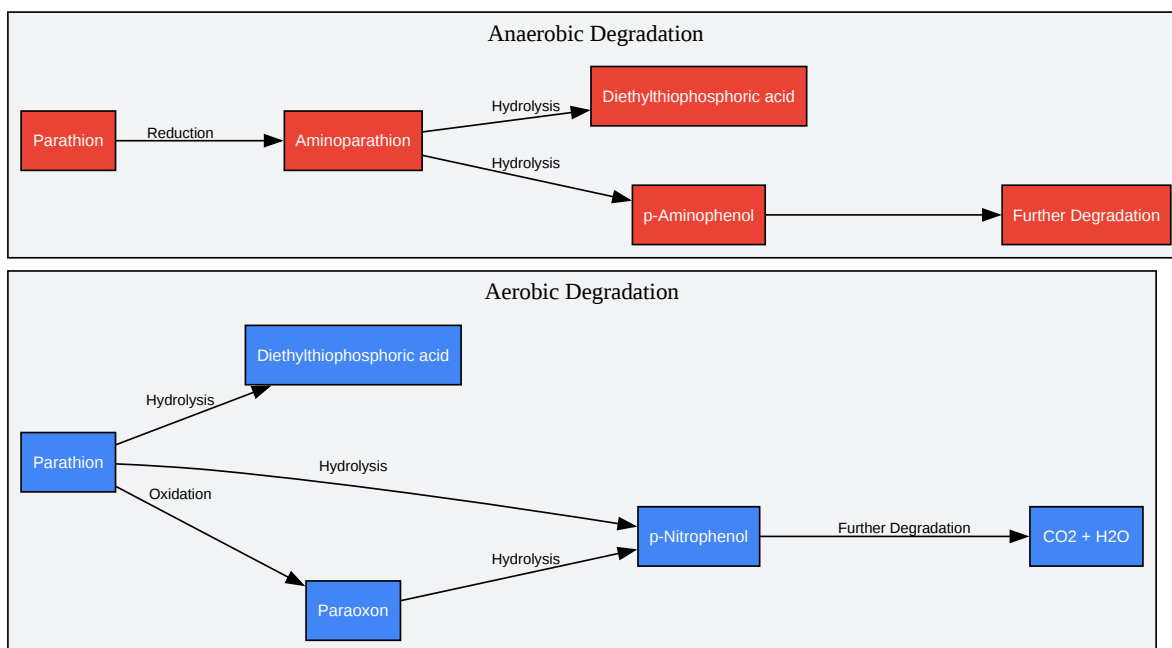 Anaerobic Degradation
Parathion
Reduction
Aminoparathion
Hydrolysis
Diethylthiophosphoric acid
Hydrolysis
p-Aminophenol
Further Degradation
Aerobic Degradation
Parathion
Hydrolysis
Diethylthiophosphoric acid
Hydrolysis
Oxidation
Paraoxon
Hydrolysis
p-Nitrophenol
Further Degradation
CO2 + H2O